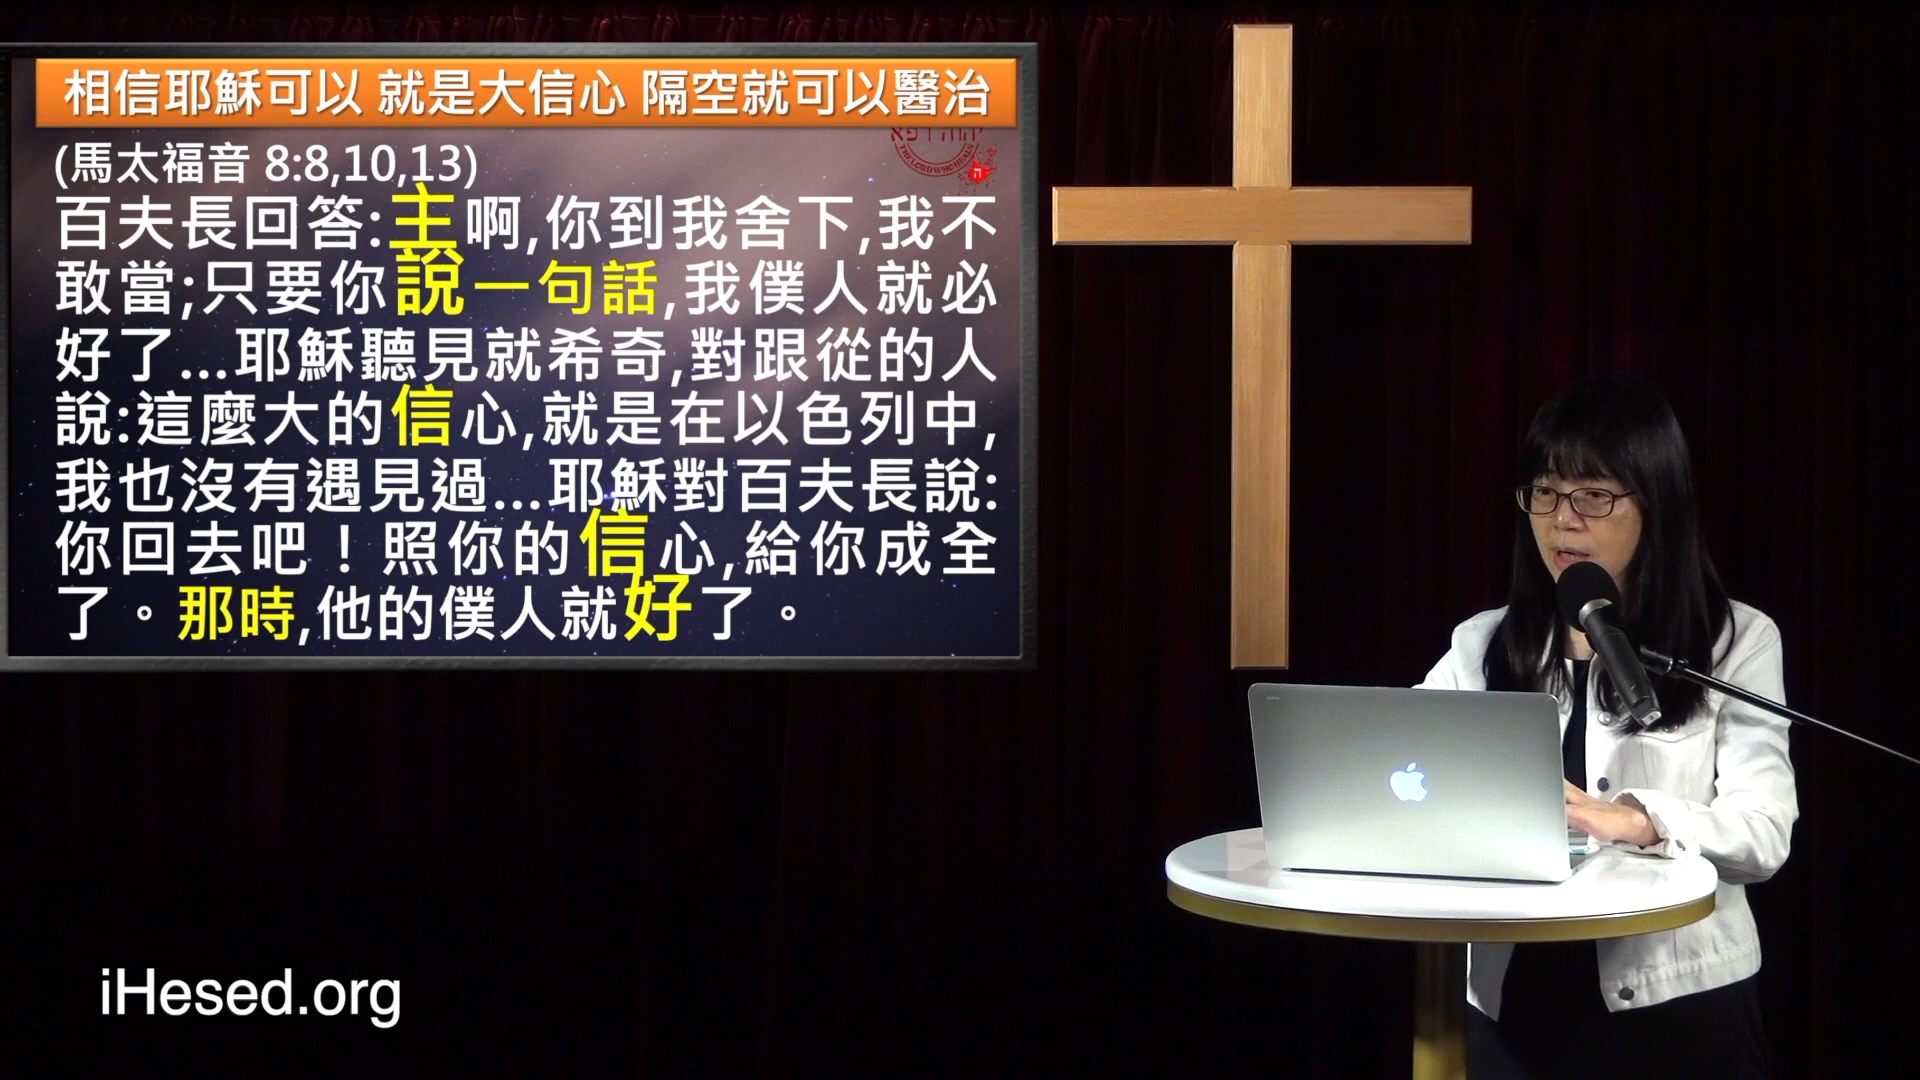 相信耶穌可以 就是大信心 隔空就可以醫治
יהוה רפא
THE LORD WHO HEALS
ה
(馬太福音 8:8,10,13)
百夫長回答:主啊,你到我舍下,我不
敢當;只要你說一句話,我僕人就必
好了...耶穌聽見就希奇,對跟從的人
說:這麼大的信心,就是在以色列中,
我也沒有遇見過...耶穌對百夫長說:
你回去吧！照你的信心,給你成全
了。那時,他的僕人就好了。
iHesed.org